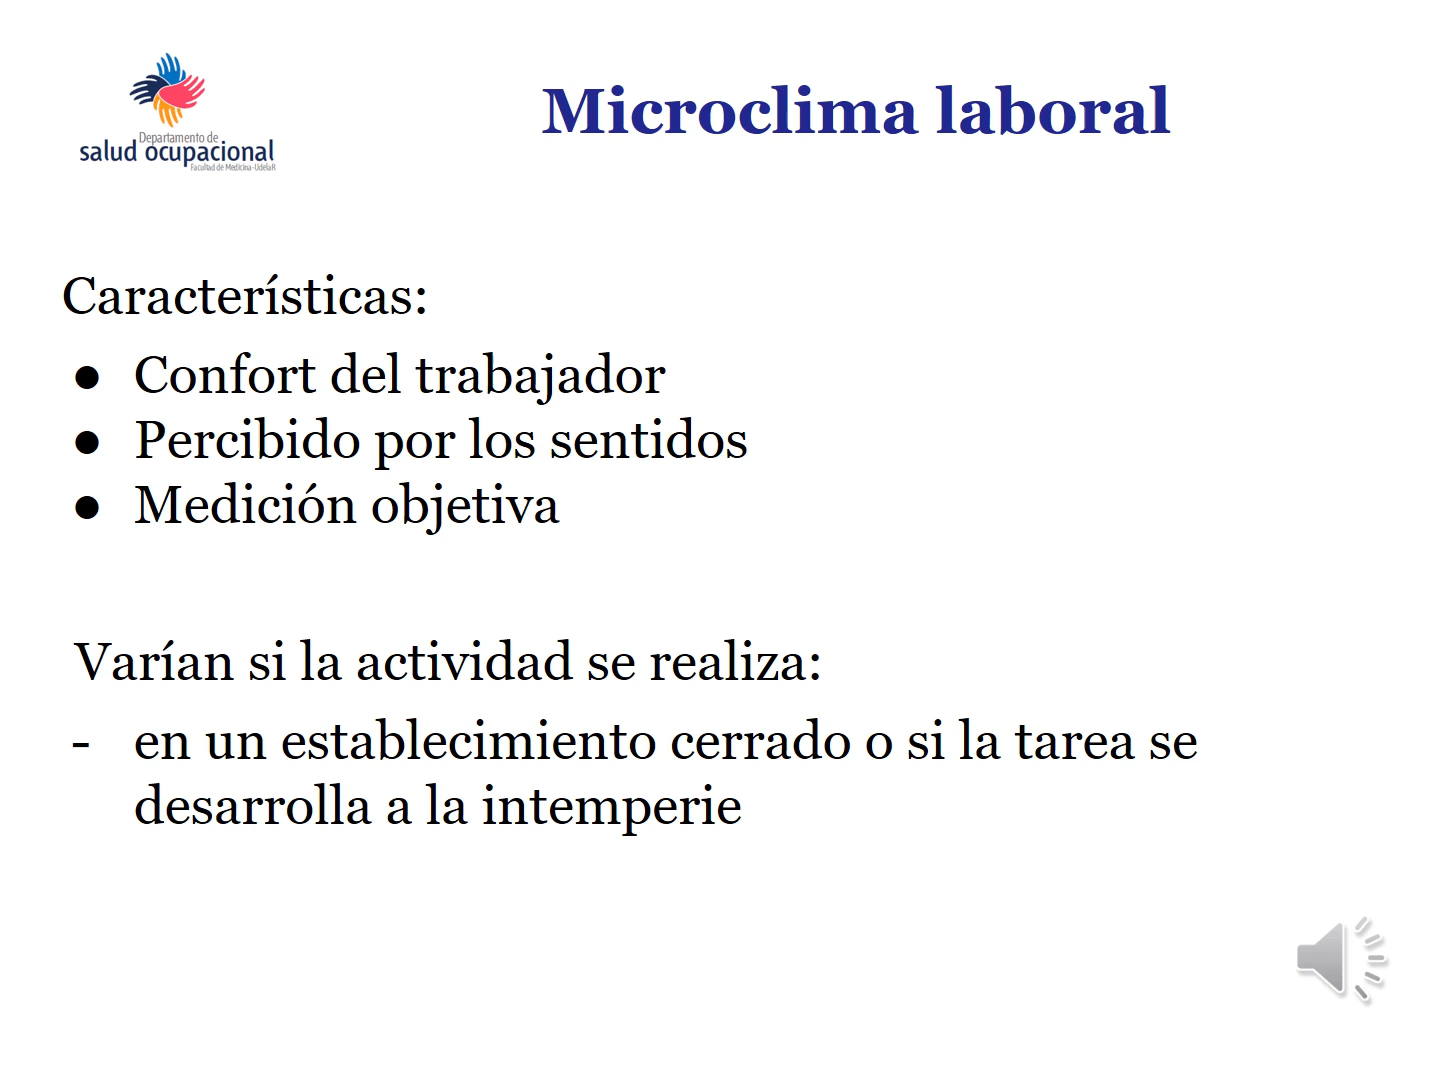 Departamento de
salud ocupacional
Facultad de Medicina-UdelaR
Microclima laboral
Características:
● Confort del trabajador
● Percibido por los sentidos
● Medición objetiva
Varían si la actividad se realiza:
- en un establecimiento cerrado o si la tarea se
desarrolla a la intemperie